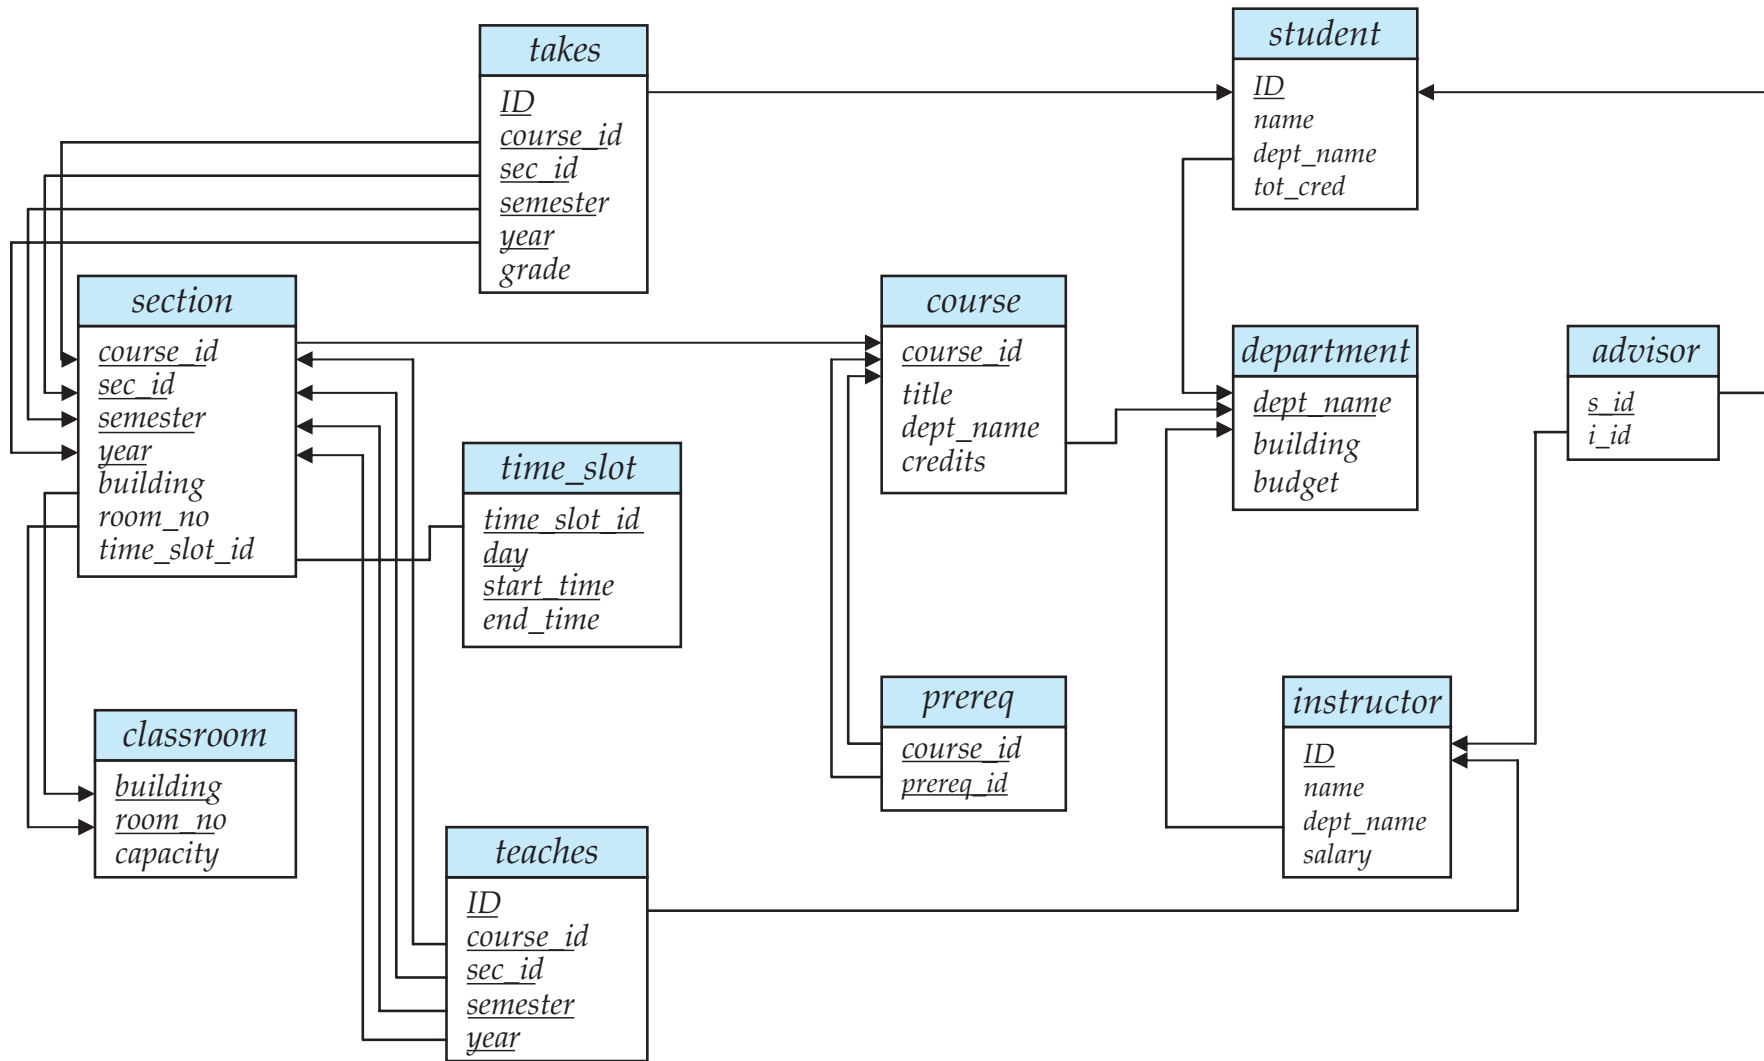 takes
ID
course_id
sec_id
semester
year
grade
student
ID
name
dept_name
tot_cred
section
course_id
sec_id
semester
year
building
room_no
time_slot_id
course
course_id
title
dept_name
credits
department
dept_name
building
budget
advisor
s_id
i_id
time_slot
time_slot_id
day
start_time
end_time
prereq
course_id
prereq_id
instructor
ID
name
dept_name
salary
classroom
building
room_no
capacity
teaches
ID
course_id
sec_id
semester
year